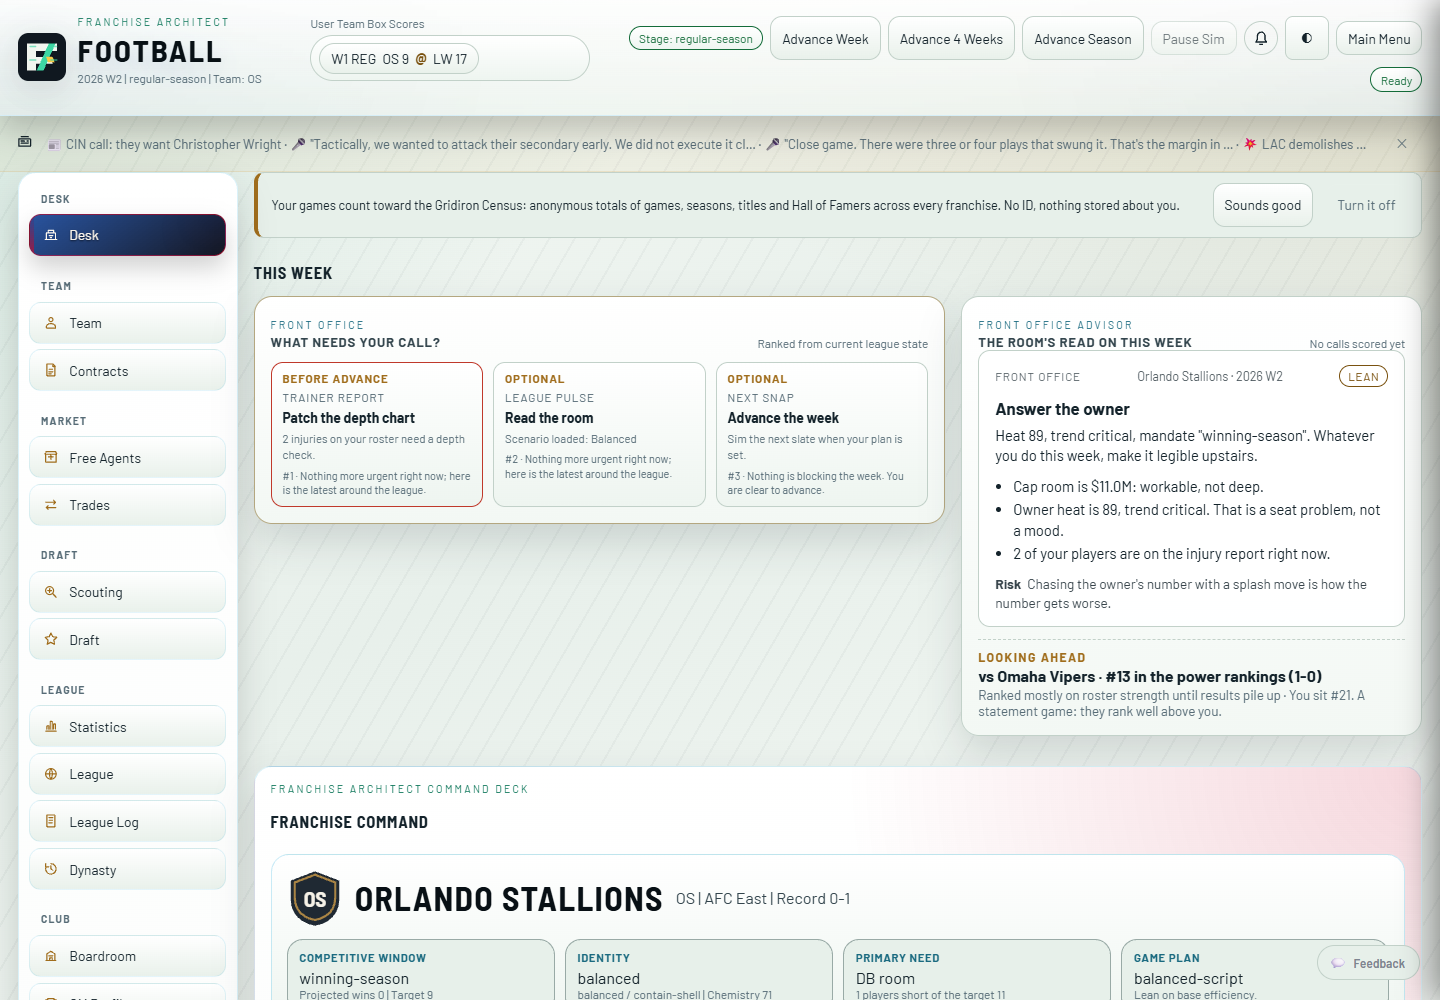 FRANCHISE ARCHITECT
FOOTBALL
2026 W2 | regular-season | Team: OS
User Team Box Scores
W1 REG OS 9 @ LW 17
Stage: regular-season
Advance Week
Advance 4 Weeks
Advance Season
Pause Sim
Main Menu
Ready
CIN call: they want Christopher Wright · "Tactically, we wanted to attack their secondary early. We did not execute it cl... · "Close game. There were three or four plays that swung it. That's the margin in ... · LAC demolishes ...
DESK
Desk
TEAM
Team
Contracts
MARKET
Free Agents
Trades
DRAFT
Scouting
Draft
LEAGUE
Statistics
League
League Log
Dynasty
CLUB
Boardroom
Your games count toward the Gridiron Census: anonymous totals of games, seasons, titles and Hall of Famers across every franchise. No ID, nothing stored about you.
Sounds good
Turn it off
THIS WEEK
FRONT OFFICE
WHAT NEEDS YOUR CALL?
Ranked from current league state
BEFORE ADVANCE
TRAINER REPORT
Patch the depth chart
2 injuries on your roster need a depth
check.
#1 · Nothing more urgent right now; here
is the latest around the league.
OPTIONAL
LEAGUE PULSE
Read the room
Scenario loaded: Balanced
#2 · Nothing more urgent right now;
here is the latest around the league.
OPTIONAL
NEXT SNAP
Advance the week
Sim the next slate when your plan is
set.
#3 · Nothing is blocking the week. You
are clear to advance.
FRONT OFFICE ADVISOR
THE ROOM'S READ ON THIS WEEK
No calls scored yet
FRONT OFFICE
Orlando Stallions · 2026 W2
LEAN
Answer the owner
Heat 89, trend critical, mandate "winning-season". Whatever
you do this week, make it legible upstairs.
• Cap room is $11.0M: workable, not deep.
• Owner heat is 89, trend critical. That is a seat problem, not
a mood.
• 2 of your players are on the injury report right now.
Risk Chasing the owner's number with a splash move is how the
number gets worse.
LOOKING AHEAD
vs Omaha Vipers · #13 in the power rankings (1-0)
Ranked mostly on roster strength until results pile up · You sit #21. A
statement game: they rank well above you.
FRANCHISE ARCHITECT COMMAND DECK
FRANCHISE COMMAND
OS
ORLANDO STALLIONS
OS | AFC East | Record 0-1
COMPETITIVE WINDOW
winning-season
Projected wins 0 | Target 9
IDENTITY
balanced
balanced / contain-shell | Chemistry 71
PRIMARY NEED
DB room
1 players short of the target 11
GAME PLAN
balanced-script
Lean on base efficiency.
Feedback